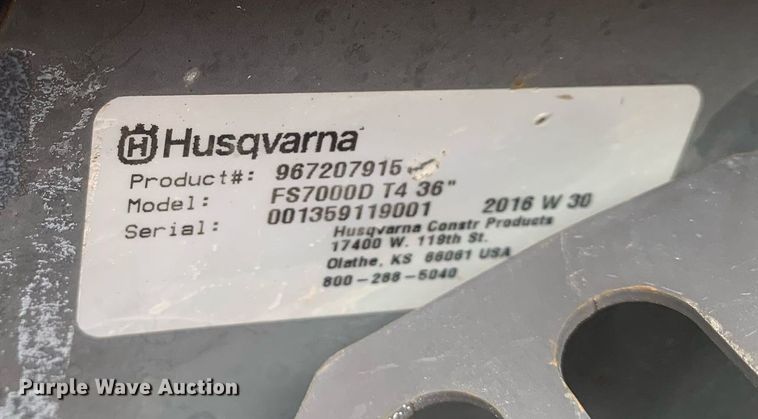 H Husqvarna
Product#: 967207915
Model: FS7000D T4 36"
Serial: 001359119001 2016 W 30
Husqvarna Constr Products
17400 W. 119th St.
Olathe, KS 66061 USA
800-288-5040
Purple Wave Auction